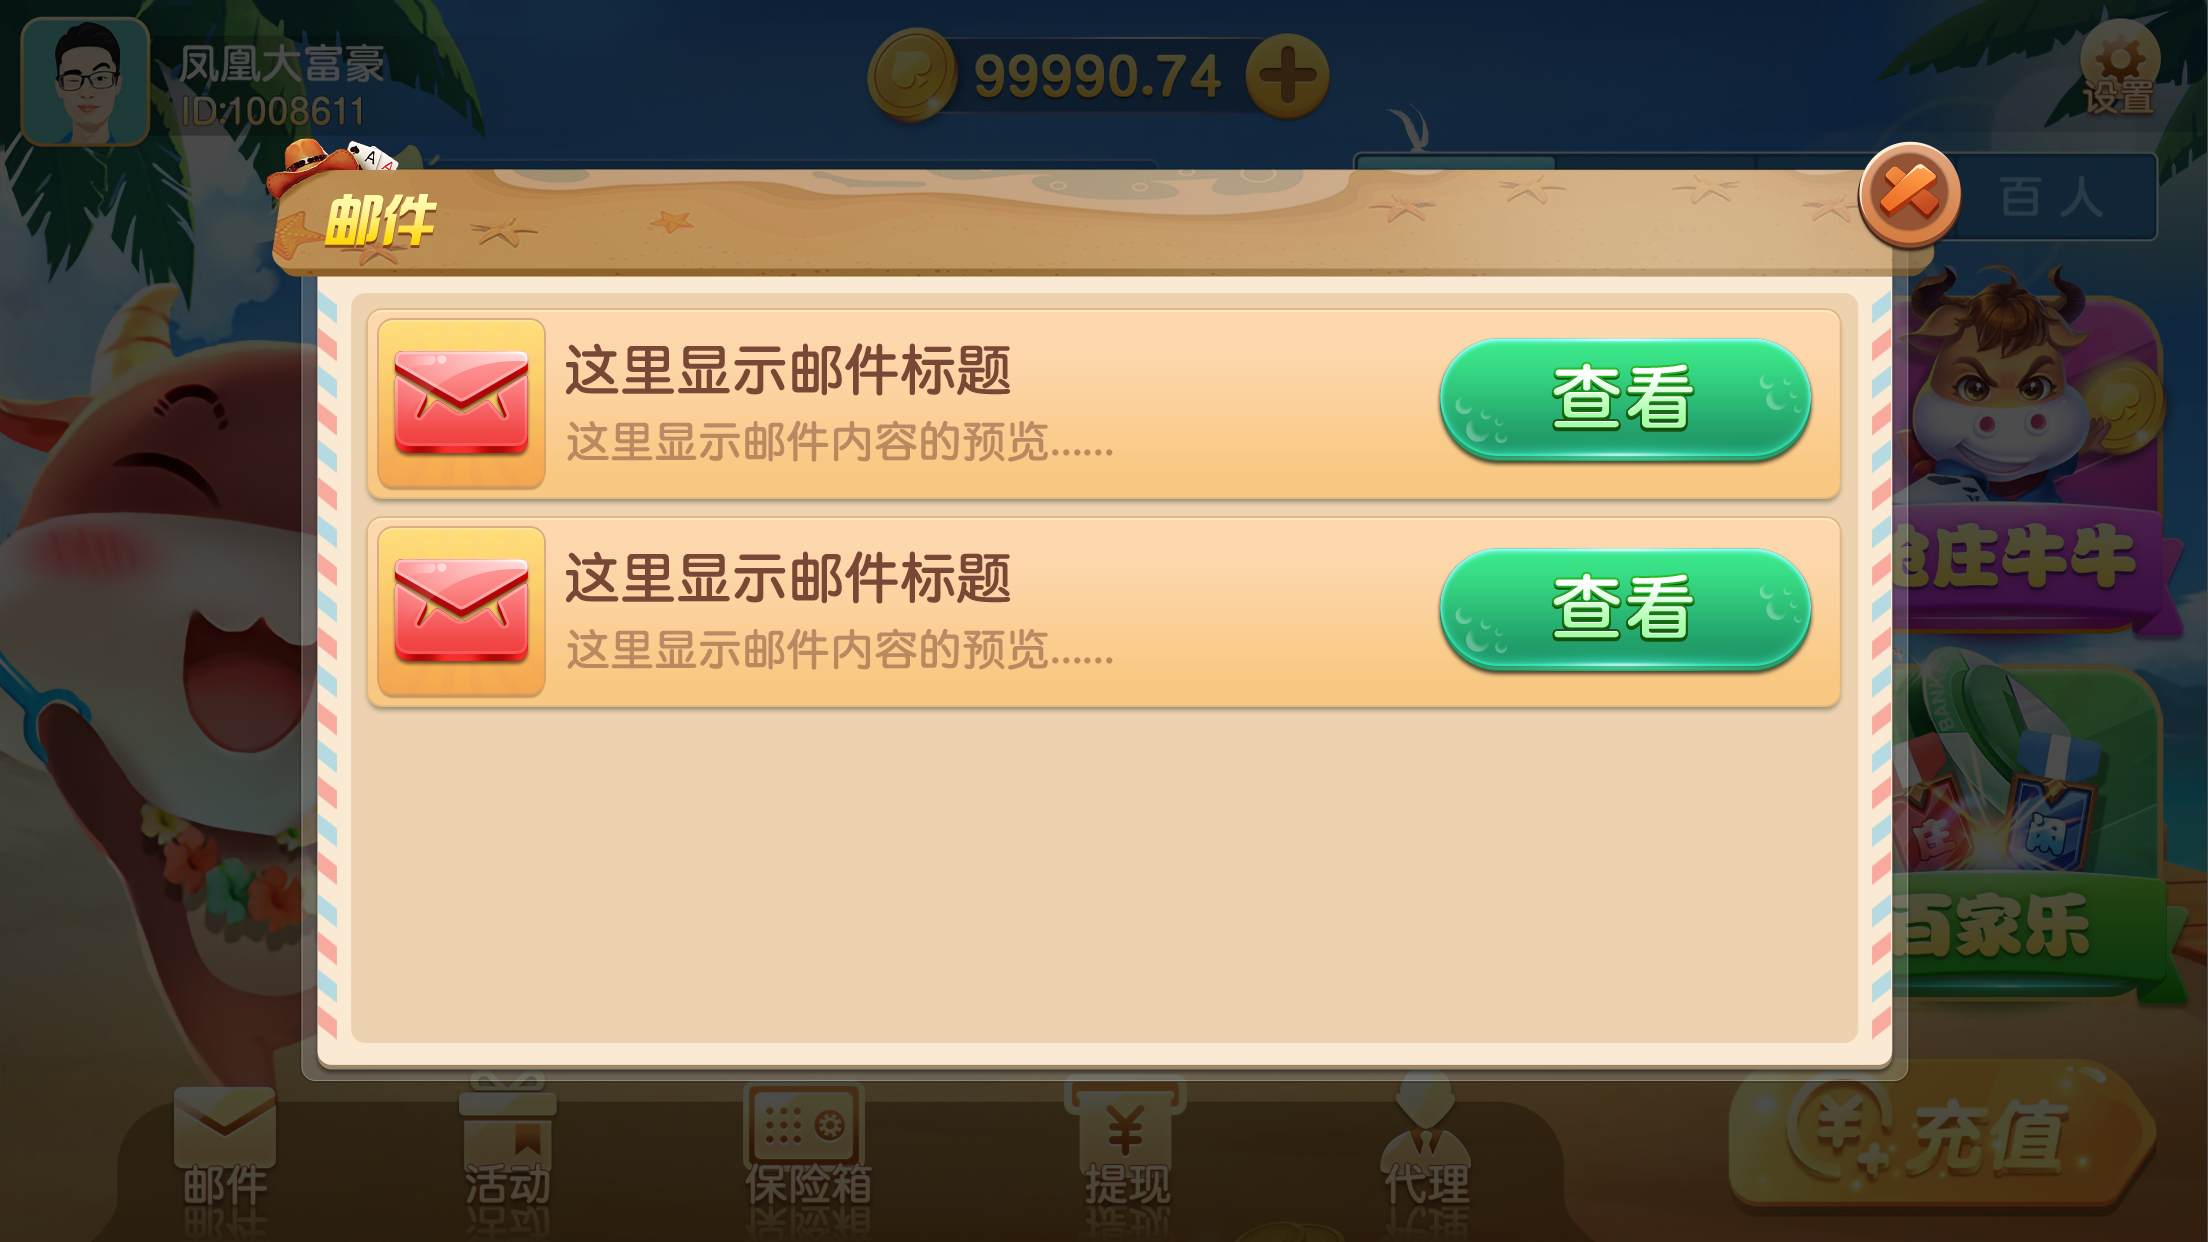 凤凰大富豪
ID:1008611
99990.74
设置
百人
邮件
A
A
这里显示邮件标题
这里显示邮件内容的预览......
查看
这里显示邮件标题
这里显示邮件内容的预览......
查看
抢庄牛牛
BANK
庄
闲
百家乐
邮件
活动
保险箱
提现
代理
充值